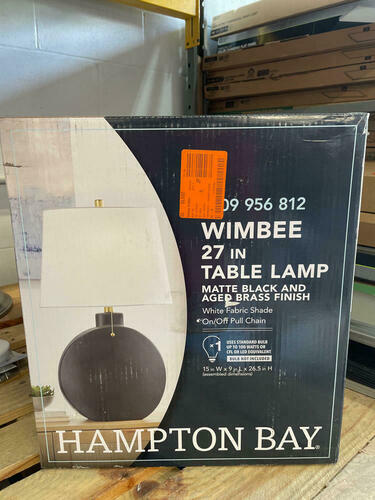 09 956 812
WIMBEE
27 IN
TABLE LAMP
MATTE BLACK AND
AGED BRASS FINISH
White Fabric Shade
On/Off Pull Chain
x1
USES STANDARD BULB
UP TO 100 WATTS OR
CFL OR LED EQUIVALENT
BULB NOT INCLUDED
15 IN W x 9 IN L x 26.5 IN H
(assembled dimensions)
HAMPTON BAY®